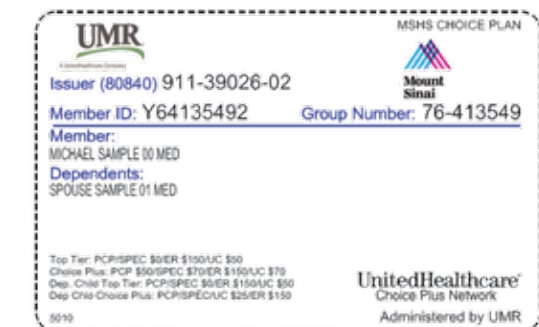 MSHS CHOICE PLAN
UMR
A UnitedHealthcare Company
Mount
Sinai
Issuer (80840) 911-39026-02
Member ID: Y64135492 Group Number: 76-413549
Member:
MICHAEL SAMPLE 00 MED
Dependents:
SPOUSE SAMPLE 01 MED
Top Tier: PCP/SPEC $0/ER $150/UC $50
Choice Plus: PCP $50/SPEC $70/ER $150/UC $70
Dep. Child Top Tier: PCP/SPEC $0/ER $150/UC $50
Dep Child Choice Plus: PCP/SPEC/UC $25/ER $150
UnitedHealthcare
Choice Plus Network
5010 Administered by UMR